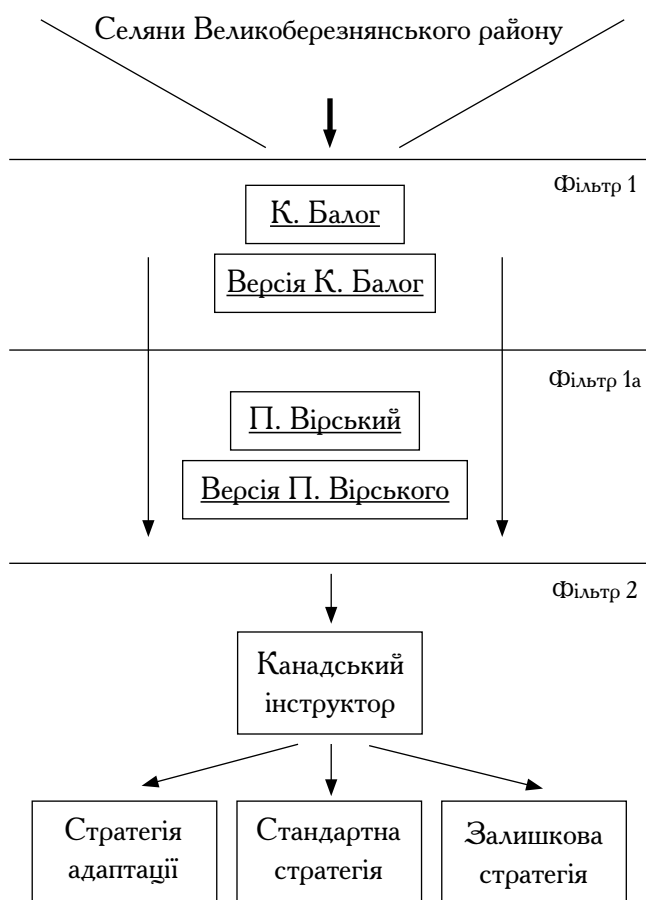 Селяни Великоберезнянського району
Фільтр 1
К. Балог
Версія К. Балог
Фільтр 1а
П. Вірський
Версія П. Вірського
Фільтр 2
Канадський
інструктор
Стратегія
адаптації
Стандартна
стратегія
Залишкова
стратегія